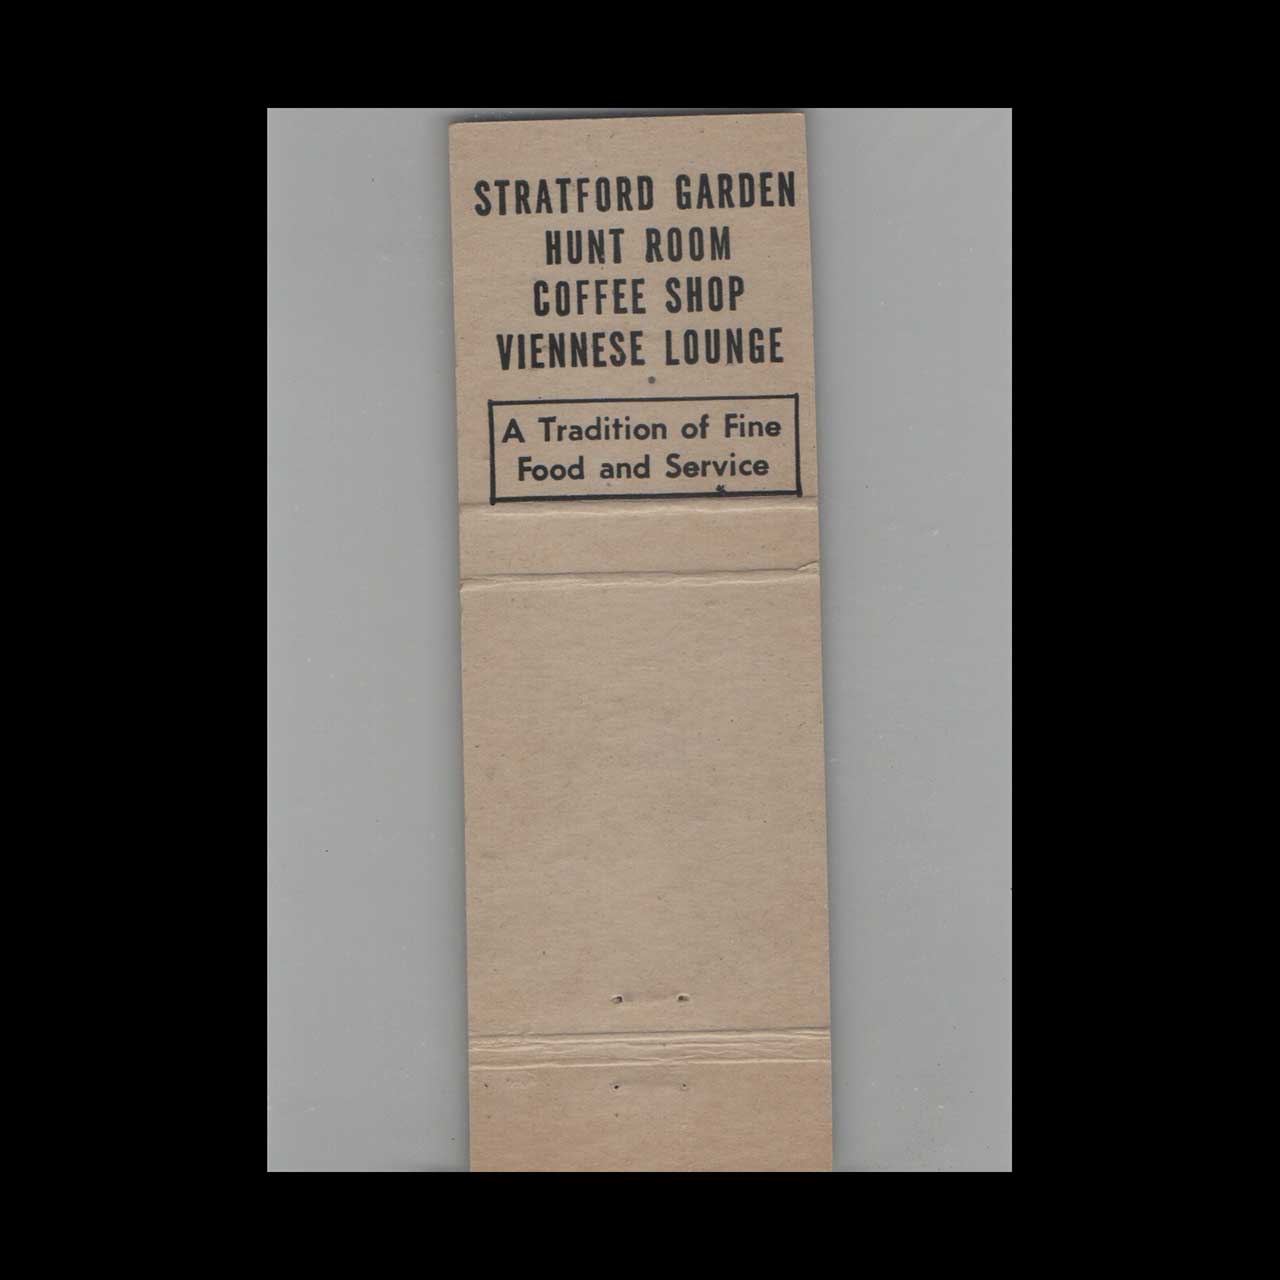 STRATFORD GARDEN
HUNT ROOM
COFFEE SHOP
VIENNESE LOUNGE
A Tradition of Fine
Food and Service